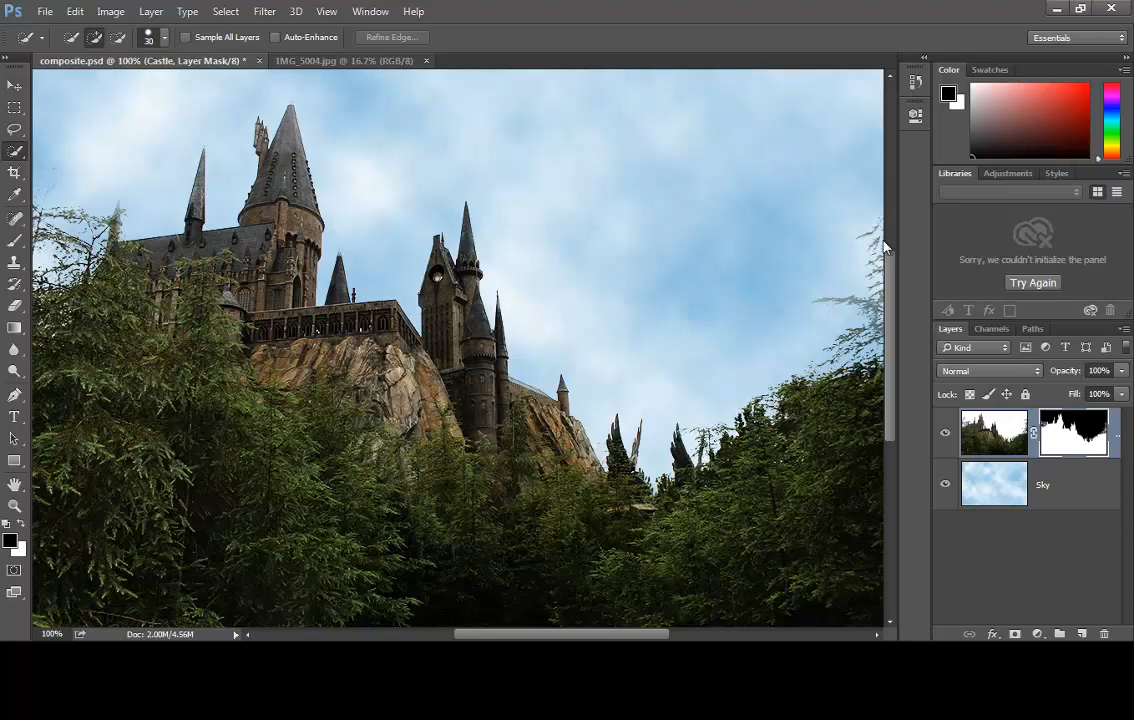 Ps File Edit Image Layer Type Select Filter 3D View Window Help
30 Sample All Layers Auto-Enhance Refine Edge... Essentials
composite.psd @ 100% (Castle, Layer Mask/8) * × IMG_5004.jpg @ 16.7% (RGB/8) ×
Color Swatches
Libraries Adjustments Styles
Sorry, we couldn't initialize the panel
Try Again
Layers Channels Paths
Kind
Normal Opacity: 100%
Lock: Fill: 100%
Sky
100% Doc: 2.00M/4.56M